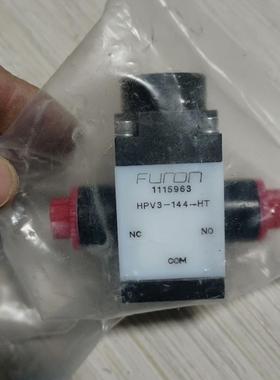 Furon
1115963
HPV3-144-HT
NC NO
COM